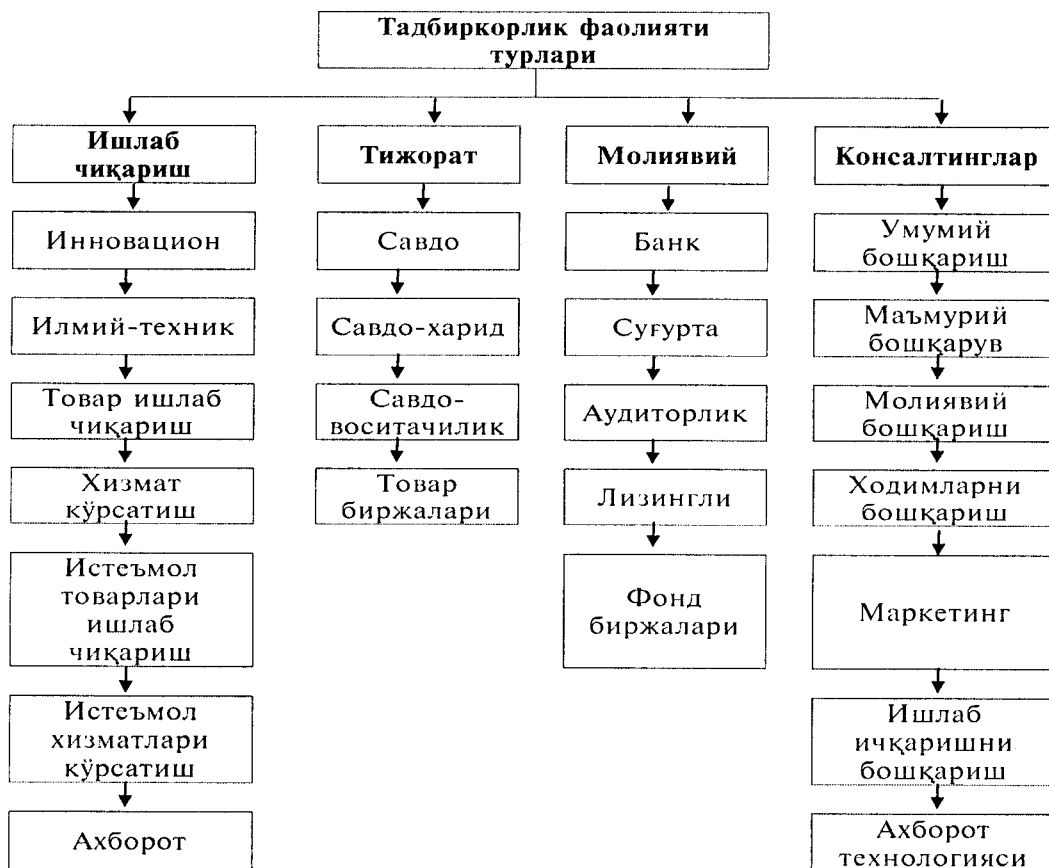 Тадбиркорлик фаолияти
турлари
Ишлаб
чиқариш
Инновацион
Илмий-техник
Товар ишлаб
чиқариш
Хизмат
кўрсатиш
Истеъмол
товарлари
ишлаб
чиқариш
Истеъмол
хизматлари
кўрсатиш
Ахборот
Тижорат
Савдо
Савдо-харид
Савдо-
воситачилик
Товар
биржалари
Молиявий
Банк
Суғурта
Аудиторлик
Лизингли
Фонд
биржалари
Консалтинглар
Умумий
бошқариш
Маъмурий
бошқарув
Молиявий
бошқариш
Ходимларни
бошқариш
Маркетинг
Ишлаб
ичқаришни
бошқариш
Ахборот
технологияси